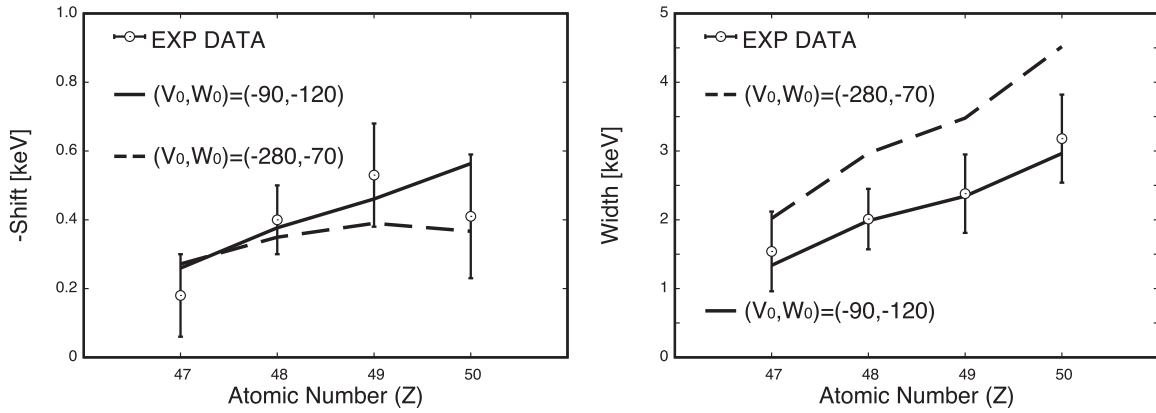 1.0
0.8
0.6
0.4
0.2
0
-Shift [keV]
EXP DATA
(V₀,W₀)=(-90,-120)
(V₀,W₀)=(-280,-70)
47 48 49 50
Atomic Number (Z)
5
4
3
2
1
0
Width [keV]
EXP DATA
(V₀,W₀)=(-280,-70)
(V₀,W₀)=(-90,-120)
47 48 49 50
Atomic Number (Z)